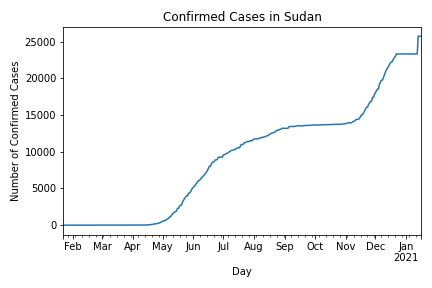 Confirmed Cases in Sudan
Number of Confirmed Cases
25000
20000
15000
10000
5000
0
Feb Mar Apr May Jun Jul Aug Sep Oct Nov Dec Jan
2021
Day